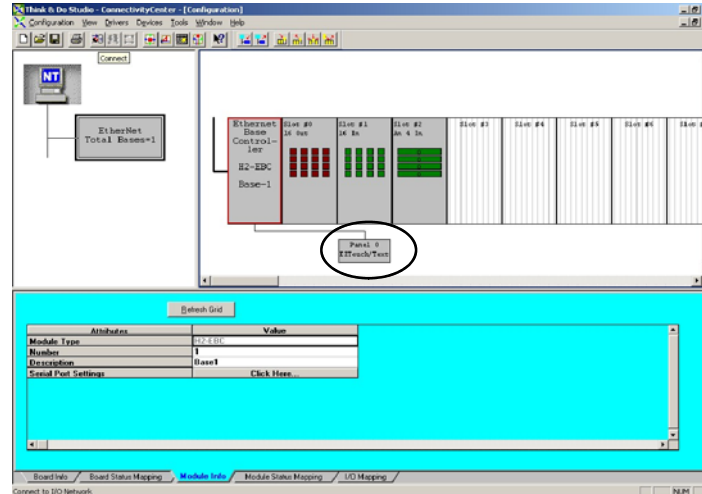 Think & Do Studio - ConnectivityCenter - [Configuration]
Configuration View Drivers Devices Tools Window Help
Connect
NT
EtherNet
Total Bases=1
Ethernet
Base
Control-
ler
H2-EBC
Base-1
Slot #0
16 Out
Slot #1
16 In
Slot #2
An 4 In
Slot #3
Slot #4
Slot #5
Slot #6
Slot
Panel 0
EZTouch/Text
Refresh Grid
Attributes Value
Module Type H2-EBC
Number 1
Description Base1
Serial Port Settings Click Here...
Board Info Board Status Mapping Module Info Module Status Mapping I/O Mapping
Connect to I/O Network NUM